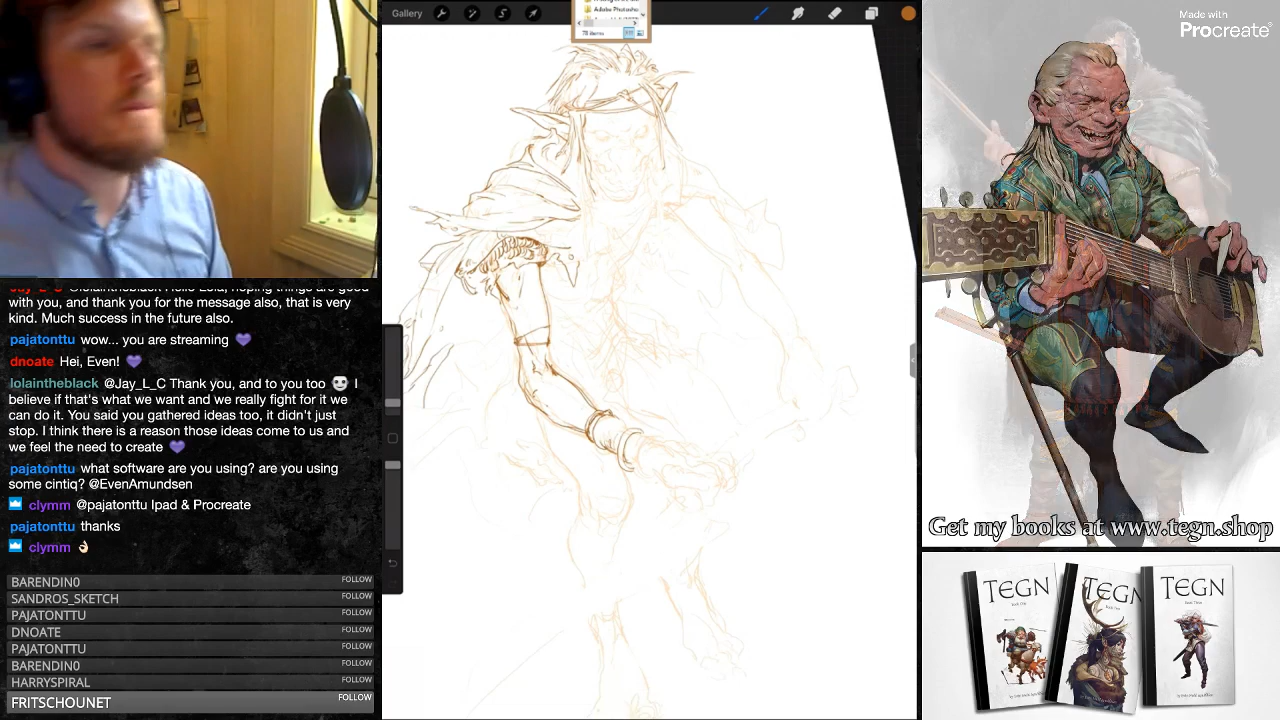 Gallery
Adobe Photosho
78 items
Made with
Procreate
with you, and thank you for the message also, that is very
kind. Much success in the future also.
pajatonttu wow... you are streaming 💜
dnoate Hei, Even! 💜
lolaintheblack @Jay_L_C Thank you, and to you too I
believe if that's what we want and we really fight for it we
can do it. You said you gathered ideas too, it didn't just
stop. I think there is a reason those ideas come to us and
we feel the need to create 💜
pajatonttu what software are you using? are you using
some cintiq? @EvenAmundsen
clymm @pajatonttu Ipad & Procreate
pajatonttu thanks
clymm 👌🏻
BARENDIN0 FOLLOW
SANDROS_SKETCH FOLLOW
PAJATONTTU FOLLOW
DNOATE FOLLOW
PAJATONTTU FOLLOW
BARENDIN0 FOLLOW
HARRYSPIRAL FOLLOW
FRITSCHOUNET FOLLOW
Get my books at www.tegn.shop
TEGN
TEGN
TEGN